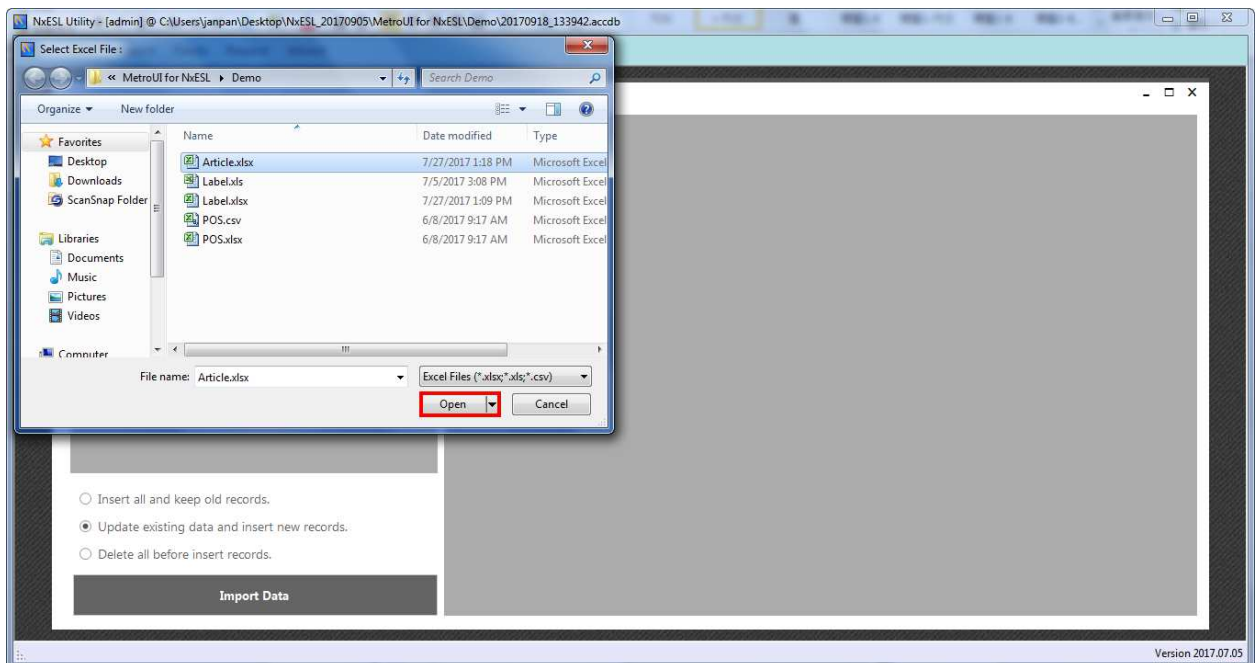 NxESL Utility - [admin] @ C:\Users\janpan\Desktop\NxESL_20170905\MetroUI for NxESL\Demo\20170918_133942.accdb
Select Excel File :
« MetroUI for NxESL ▸ Demo
Search Demo
Organize
New folder
Name
Date modified
Type
Favorites
Desktop
Downloads
ScanSnap Folder
Libraries
Documents
Music
Pictures
Videos
Computer
Article.xlsx 7/27/2017 1:18 PM Microsoft Excel
Label.xls 7/5/2017 3:08 PM Microsoft Excel
Label.xlsx 7/27/2017 1:09 PM Microsoft Excel
POS.csv 6/8/2017 9:17 AM Microsoft Excel
POS.xlsx 6/8/2017 9:17 AM Microsoft Excel
File name: Article.xlsx
Excel Files (*.xlsx;*.xls;*.csv)
Open
Cancel
Insert all and keep old records.
Update existing data and insert new records.
Delete all before insert records.
Import Data
Version 2017.07.05